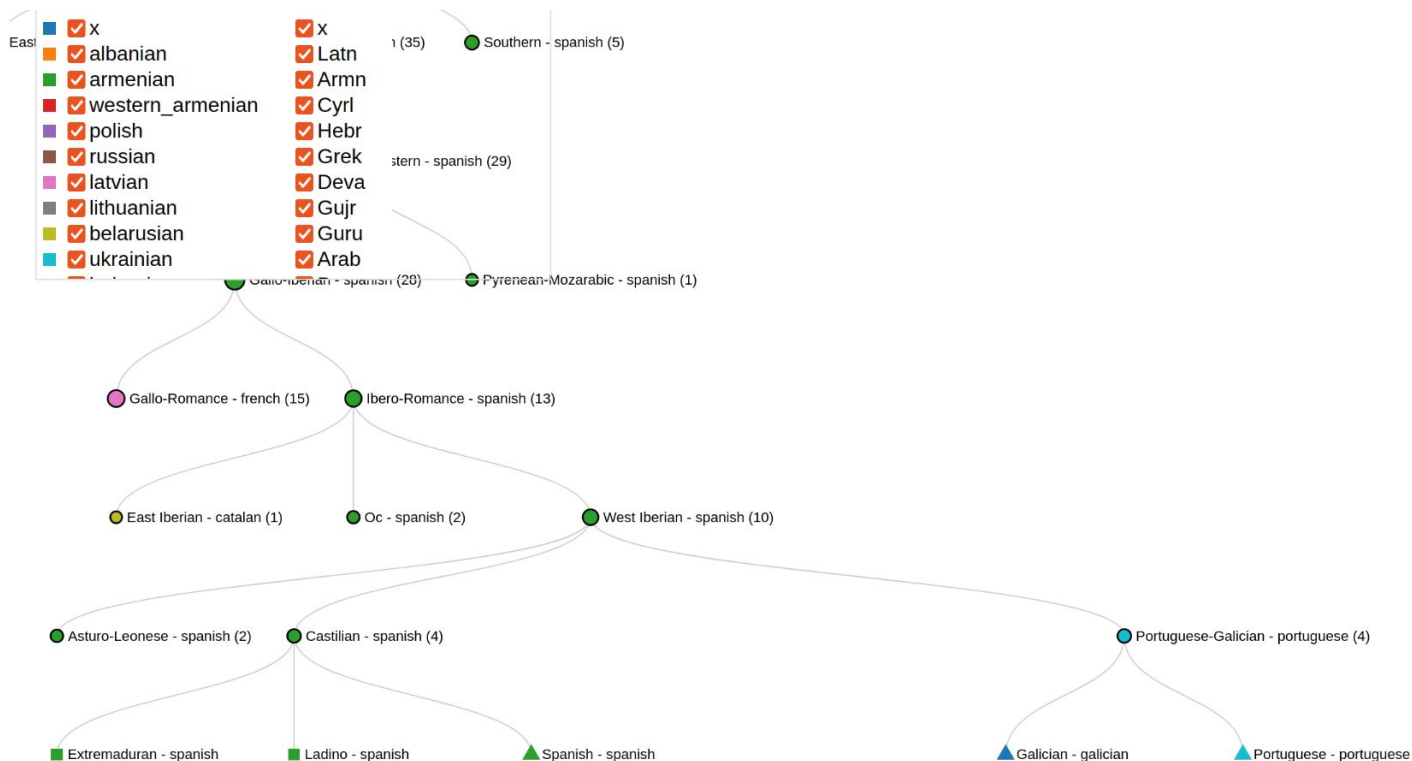 East
x x
albanian Latn
armenian Armn
western_armenian Cyrl
polish Hebr
russian Grek
latvian Deva
lithuanian Gujr
belarusian Guru
ukrainian Arab
(35)
Southern - spanish (5)
stern - spanish (29)
Gallo-Iberian - spanish (28)
Pyrenean-Mozarabic - spanish (1)
Gallo-Romance - french (15)
Ibero-Romance - spanish (13)
East Iberian - catalan (1)
Oc - spanish (2)
West Iberian - spanish (10)
Asturo-Leonese - spanish (2)
Castilian - spanish (4)
Portuguese-Galician - portuguese (4)
Extremaduran - spanish
Ladino - spanish
Spanish - spanish
Galician - galician
Portuguese - portuguese